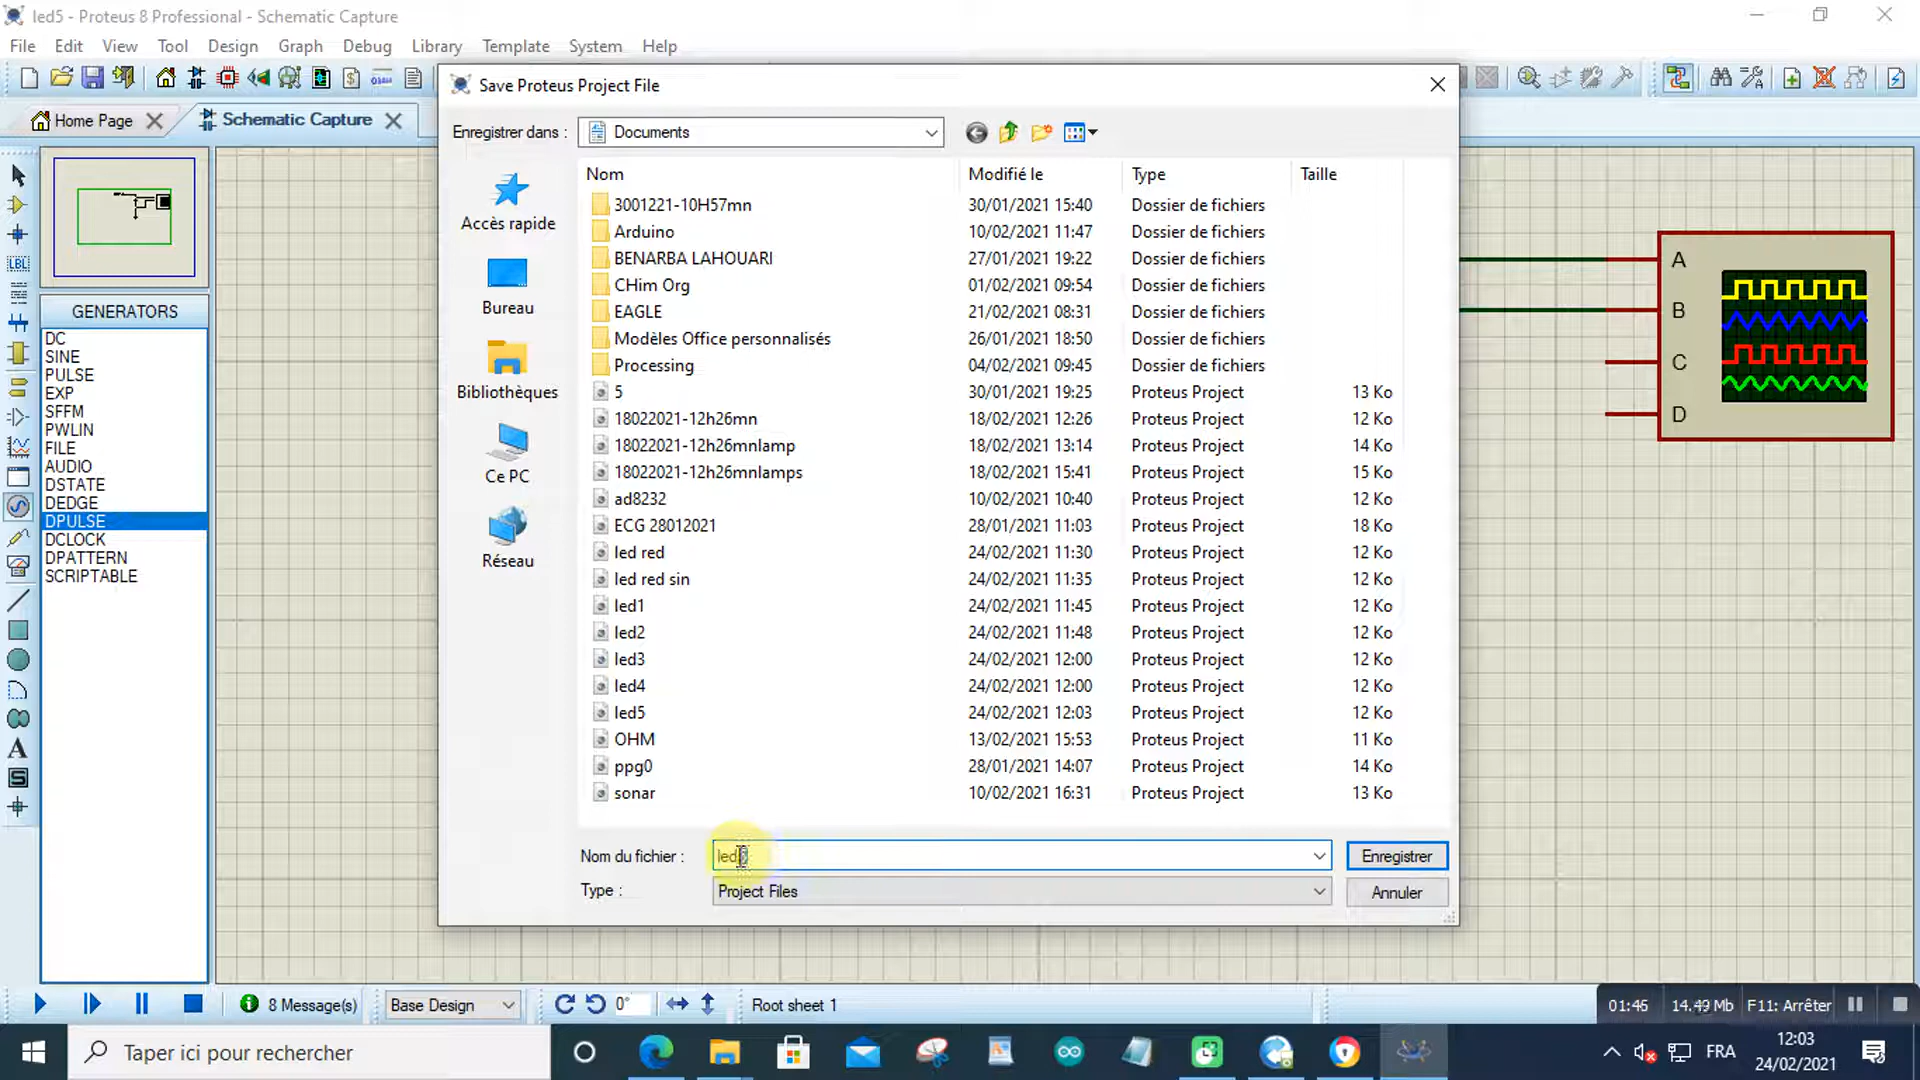 led5 - Proteus 8 Professional - Schematic Capture
File Edit View Tool Design Graph Debug Library Template System Help
Home Page
Schematic Capture
Save Proteus Project File
Enregistrer dans :
Documents
Accès rapide
Bureau
Bibliothèques
Ce PC
Réseau
Nom Modifié le Type Taille
3001221-10H57mn 30/01/2021 15:40 Dossier de fichiers
Arduino 10/02/2021 11:47 Dossier de fichiers
BENARBA LAHOUARI 27/01/2021 19:22 Dossier de fichiers
CHim Org 01/02/2021 09:54 Dossier de fichiers
EAGLE 21/02/2021 08:31 Dossier de fichiers
Modèles Office personnalisés 26/01/2021 18:50 Dossier de fichiers
Processing 04/02/2021 09:45 Dossier de fichiers
5 30/01/2021 19:25 Proteus Project 13 Ko
18022021-12h26mn 18/02/2021 12:26 Proteus Project 12 Ko
18022021-12h26mnlamp 18/02/2021 13:14 Proteus Project 14 Ko
18022021-12h26mnlamps 18/02/2021 15:41 Proteus Project 15 Ko
ad8232 10/02/2021 10:40 Proteus Project 12 Ko
ECG 28012021 28/01/2021 11:03 Proteus Project 18 Ko
led red 24/02/2021 11:30 Proteus Project 12 Ko
led red sin 24/02/2021 11:35 Proteus Project 12 Ko
led1 24/02/2021 11:45 Proteus Project 12 Ko
led2 24/02/2021 11:48 Proteus Project 12 Ko
led3 24/02/2021 12:00 Proteus Project 12 Ko
led4 24/02/2021 12:00 Proteus Project 12 Ko
led5 24/02/2021 12:03 Proteus Project 12 Ko
OHM 13/02/2021 15:53 Proteus Project 11 Ko
ppg0 28/01/2021 14:07 Proteus Project 14 Ko
sonar 10/02/2021 16:31 Proteus Project 13 Ko
Nom du fichier :
Enregistrer
Type :
Project Files
Annuler
LBL
GENERATORS
DC
SINE
PULSE
EXP
SFFM
PWLIN
FILE
AUDIO
DSTATE
DEDGE
DPULSE
DCLOCK
DPATTERN
SCRIPTABLE
A
B
C
D
8 Message(s)
Base Design
0°
Root sheet 1
01:45
14.49 Mb
F11: Arrêter
Taper ici pour rechercher
FRA
12:03
24/02/2021